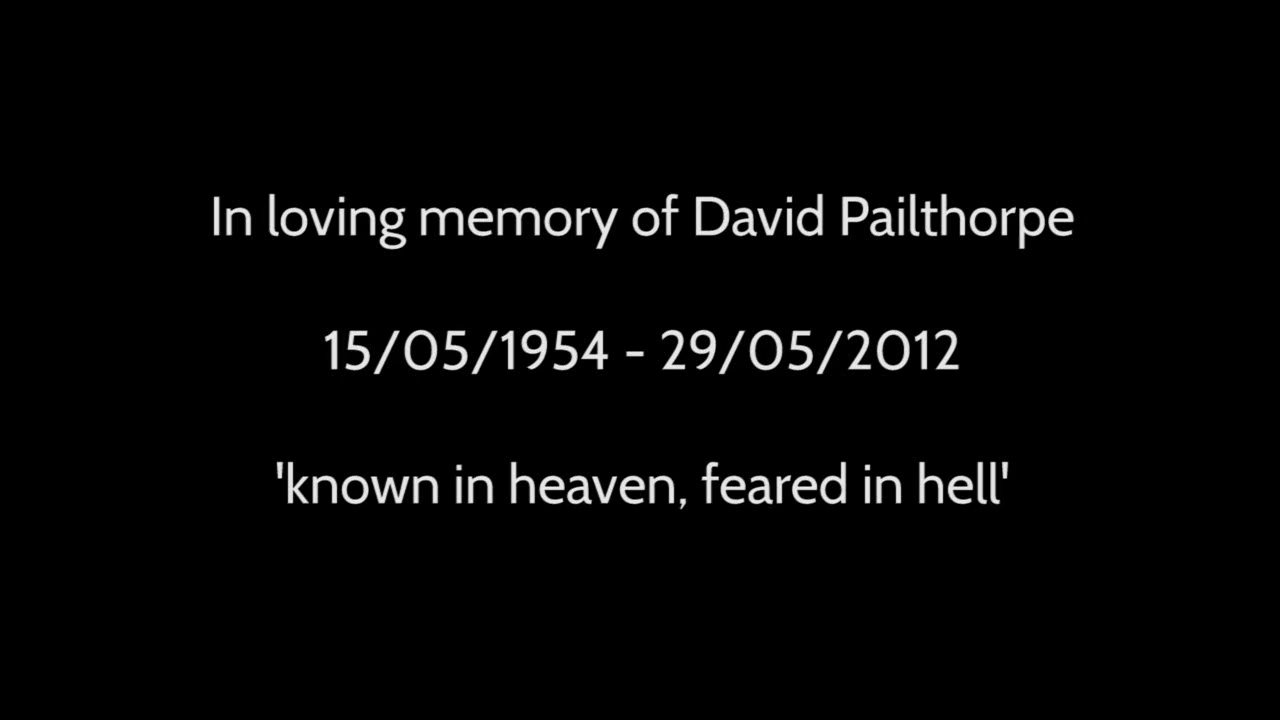 In loving memory of David Pailthorpe
15/05/1954 - 29/05/2012
'known in heaven, feared in hell'